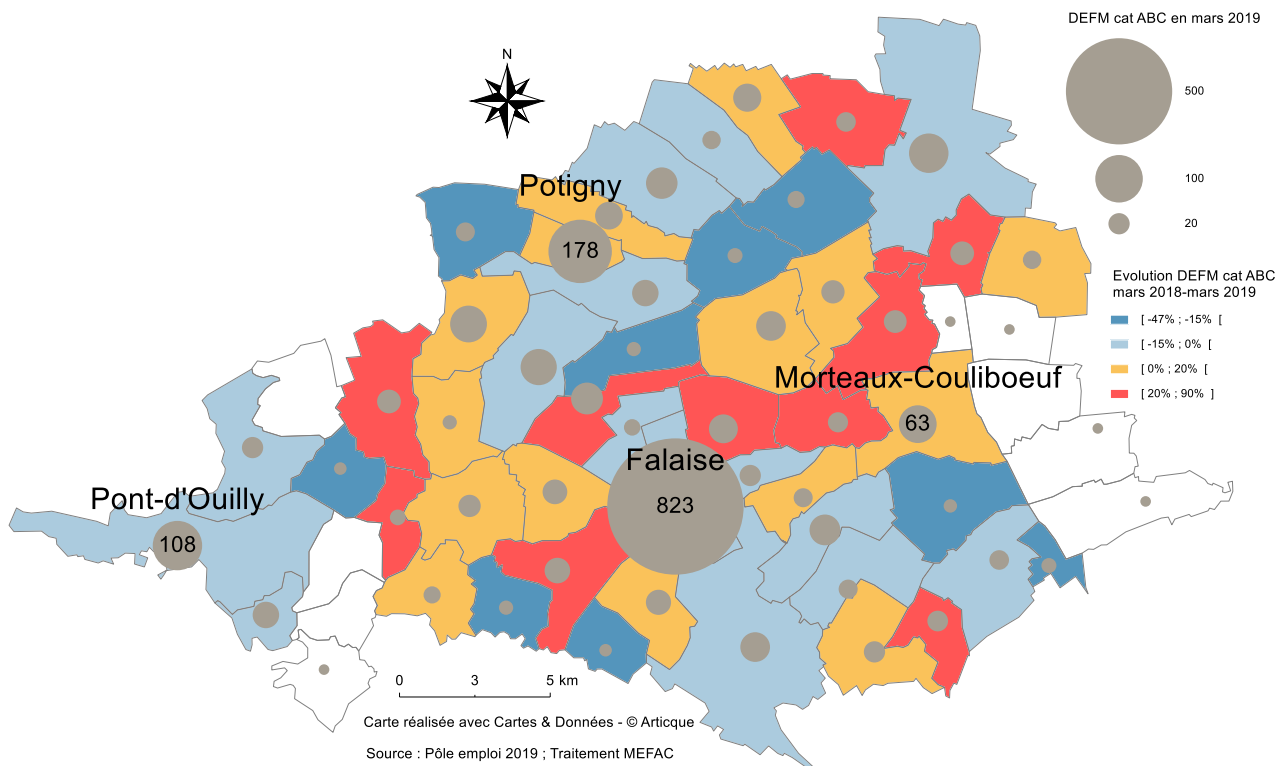 DEFM cat ABC en mars 2019
N
500
100
20
Potigny
178
Evolution DEFM cat ABC
mars 2018-mars 2019
[ -47% ; -15% [
[ -15% ; 0% [
[ 0% ; 20% [
[ 20% ; 90% ]
Morteaux-Couliboeuf
63
Falaise
823
Pont-d'Ouilly
108
0 3 5 km
Carte réalisée avec Cartes & Données - © Articque
Source : Pôle emploi 2019 ; Traitement MEFAC